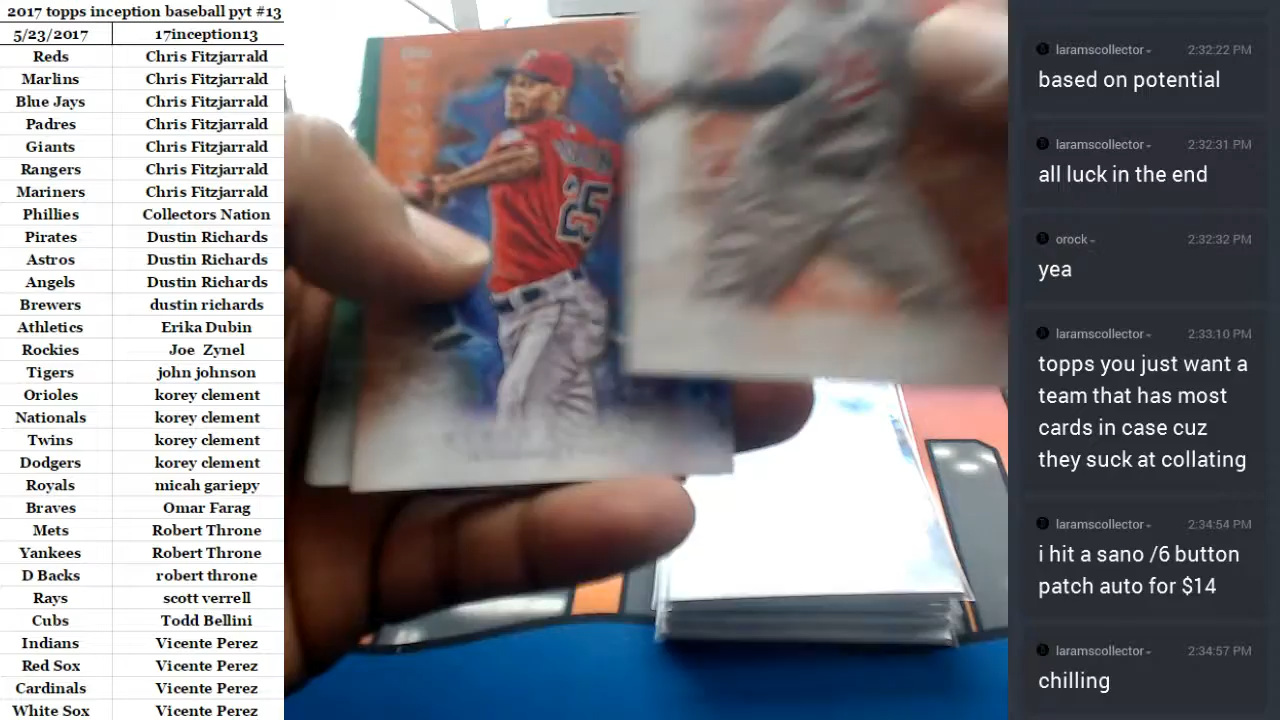 2017 topps inception baseball pyt #13
5/23/2017 17inception13
Reds Chris Fitzjarrald
Marlins Chris Fitzjarrald
Blue Jays Chris Fitzjarrald
Padres Chris Fitzjarrald
Giants Chris Fitzjarrald
Rangers Chris Fitzjarrald
Mariners Chris Fitzjarrald
Phillies Collectors Nation
Pirates Dustin Richards
Astros Dustin Richards
Angels Dustin Richards
Brewers dustin richards
Athletics Erika Dubin
Rockies Joe Zynel
Tigers john johnson
Orioles korey clement
Nationals korey clement
Twins korey clement
Dodgers korey clement
Royals micah gariepy
Braves Omar Farag
Mets Robert Throne
Yankees Robert Throne
D Backs robert throne
Rays scott verrell
Cubs Todd Bellini
Indians Vicente Perez
Red Sox Vicente Perez
Cardinals Vicente Perez
White Sox Vicente Perez
25
laramscollector 2:32:22 PM
based on potential
laramscollector 2:32:31 PM
all luck in the end
orock 2:32:32 PM
yea
laramscollector 2:33:10 PM
topps you just want a
team that has most
cards in case cuz
they suck at collating
laramscollector 2:34:54 PM
i hit a sano /6 button
patch auto for $14
laramscollector 2:34:57 PM
chilling